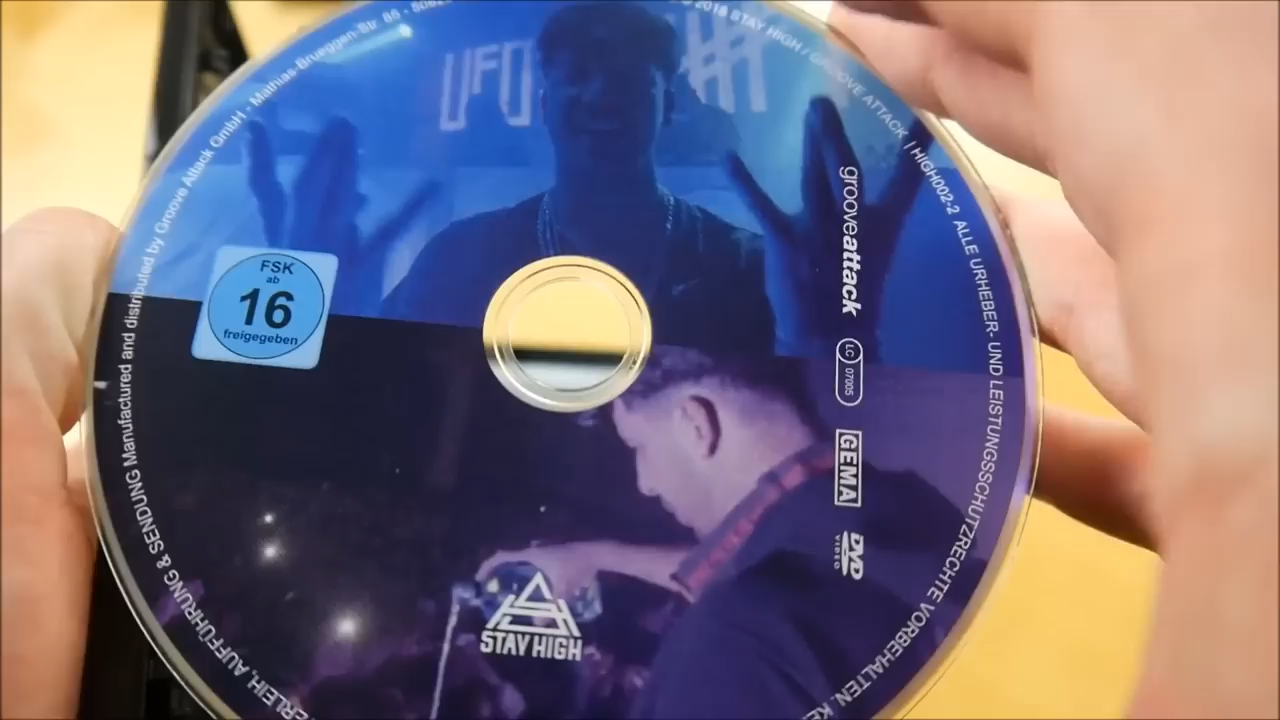 Manufactured and distributed by Groove Attack GmbH - Mathias-Brueggen-Str. 85 -
2018 STAY HIGH / GROOVE ATTACK | HIGH002-2 ALLE URHEBER- UND LEISTUNGSSCHUTZRECHTE VORBEHALTEN.
AUFFÜHRUNG & SENDUNG
UFO
FSK
ab
16
freigegeben
grooveattack
LC 07005
GEMA
DVD
VIDEO
STAY HIGH